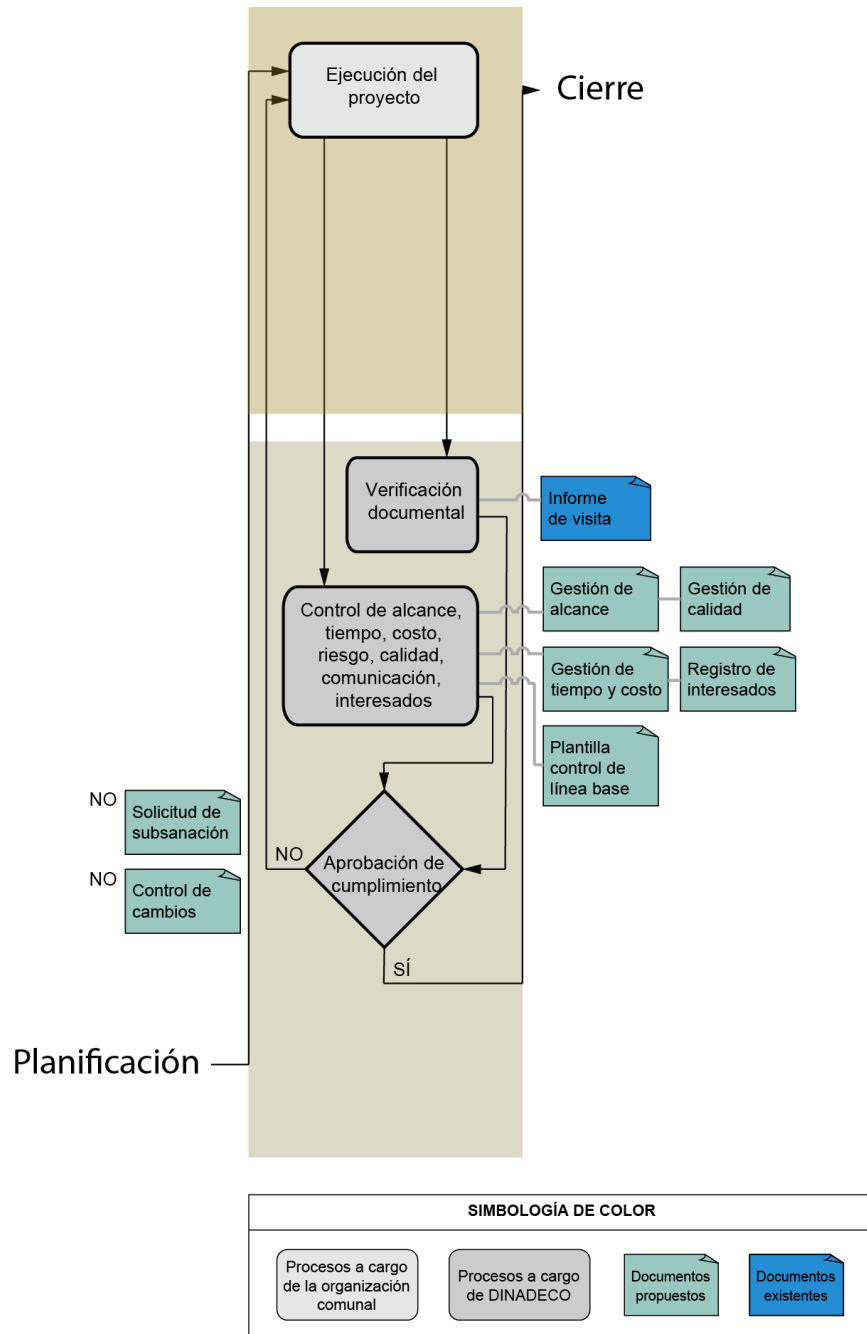 Ejecución del
proyecto
Cierre
Verificación
documental
Informe
de visita
Control de alcance,
tiempo, costo,
riesgo, calidad,
comunicación,
interesados
Gestión de
alcance
Gestión de
calidad
Gestión de
tiempo y costo
Registro de
interesados
Plantilla
control de
línea base
NO
Solicitud de
subsanación
NO
Control de
cambios
NO
Aprobación de
cumplimiento
SÍ
Planificación
SIMBOLOGÍA DE COLOR
Procesos a cargo
de la organización
comunal
Procesos a cargo
de DINADECO
Documentos
propuestos
Documentos
existentes